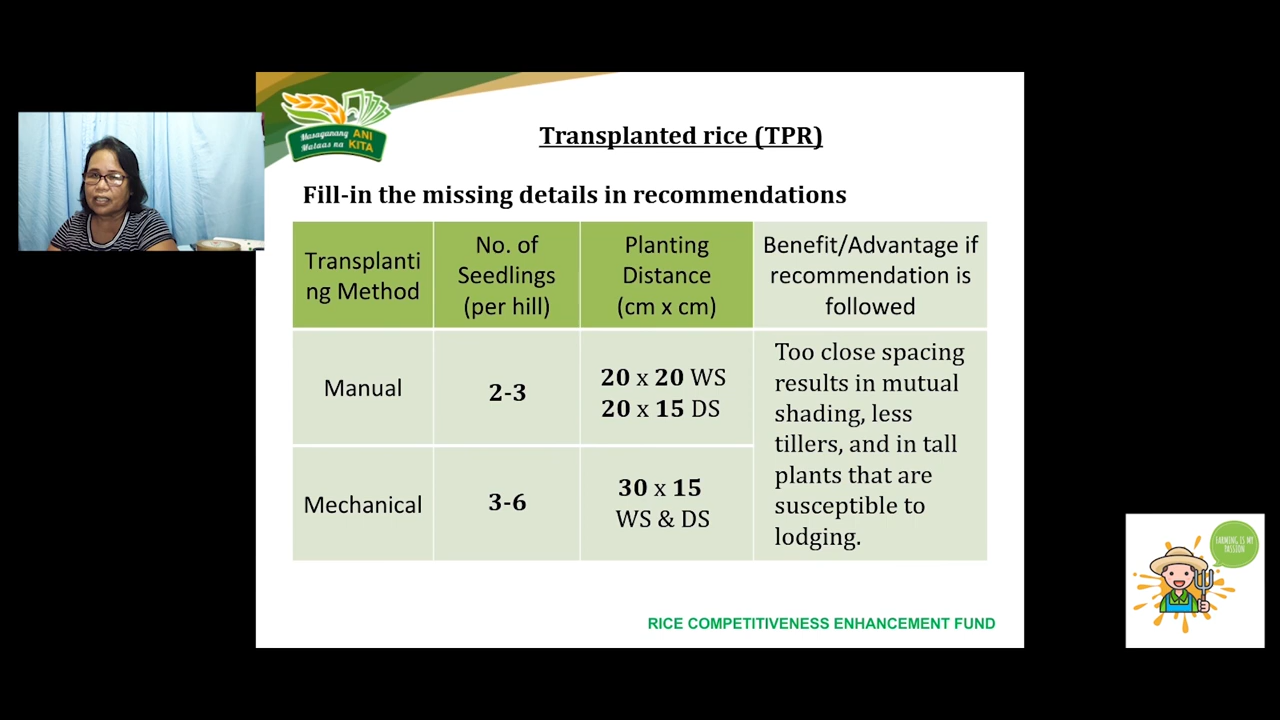 Masaganang ANI
Mataas na KITA
Transplanted rice (TPR)
Fill-in the missing details in recommendations
Transplanti
ng Method
No. of
Seedlings
(per hill)
Planting
Distance
(cm x cm)
Benefit/Advantage if
recommendation is
followed
Manual
2-3
20 x 20 WS
20 x 15 DS
Too close spacing
results in mutual
shading, less
tillers, and in tall
plants that are
susceptible to
lodging.
Mechanical
3-6
30 x 15
WS & DS
FARMING IS MY
PASSION
RICE COMPETITIVENESS ENHANCEMENT FUND